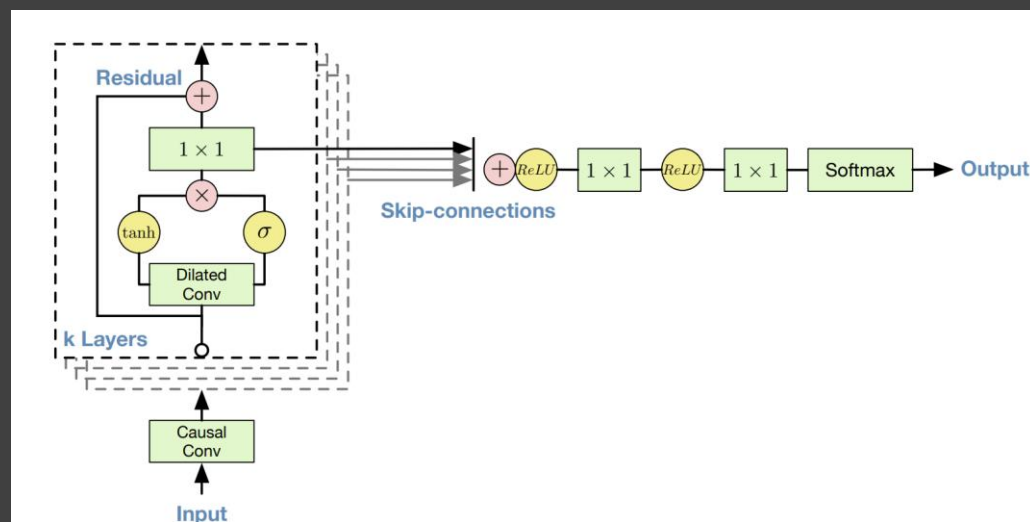 Residual
+
1 × 1
×
tanh
σ
Dilated
Conv
k Layers
Causal
Conv
Input
Skip-connections
+
ReLU
1 × 1
ReLU
1 × 1
Softmax
Output